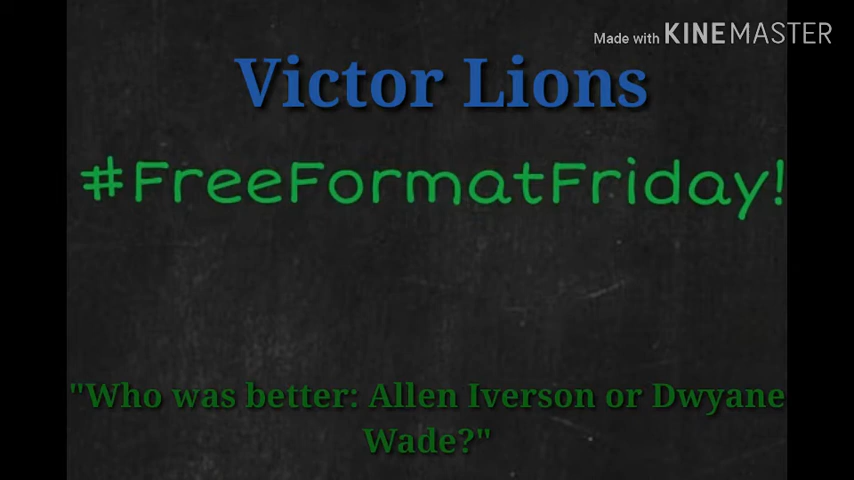 Made with KINEMASTER
Victor Lions
#FreeFormatFriday!
"Who was better: Allen Iverson or Dwyane
Wade?"